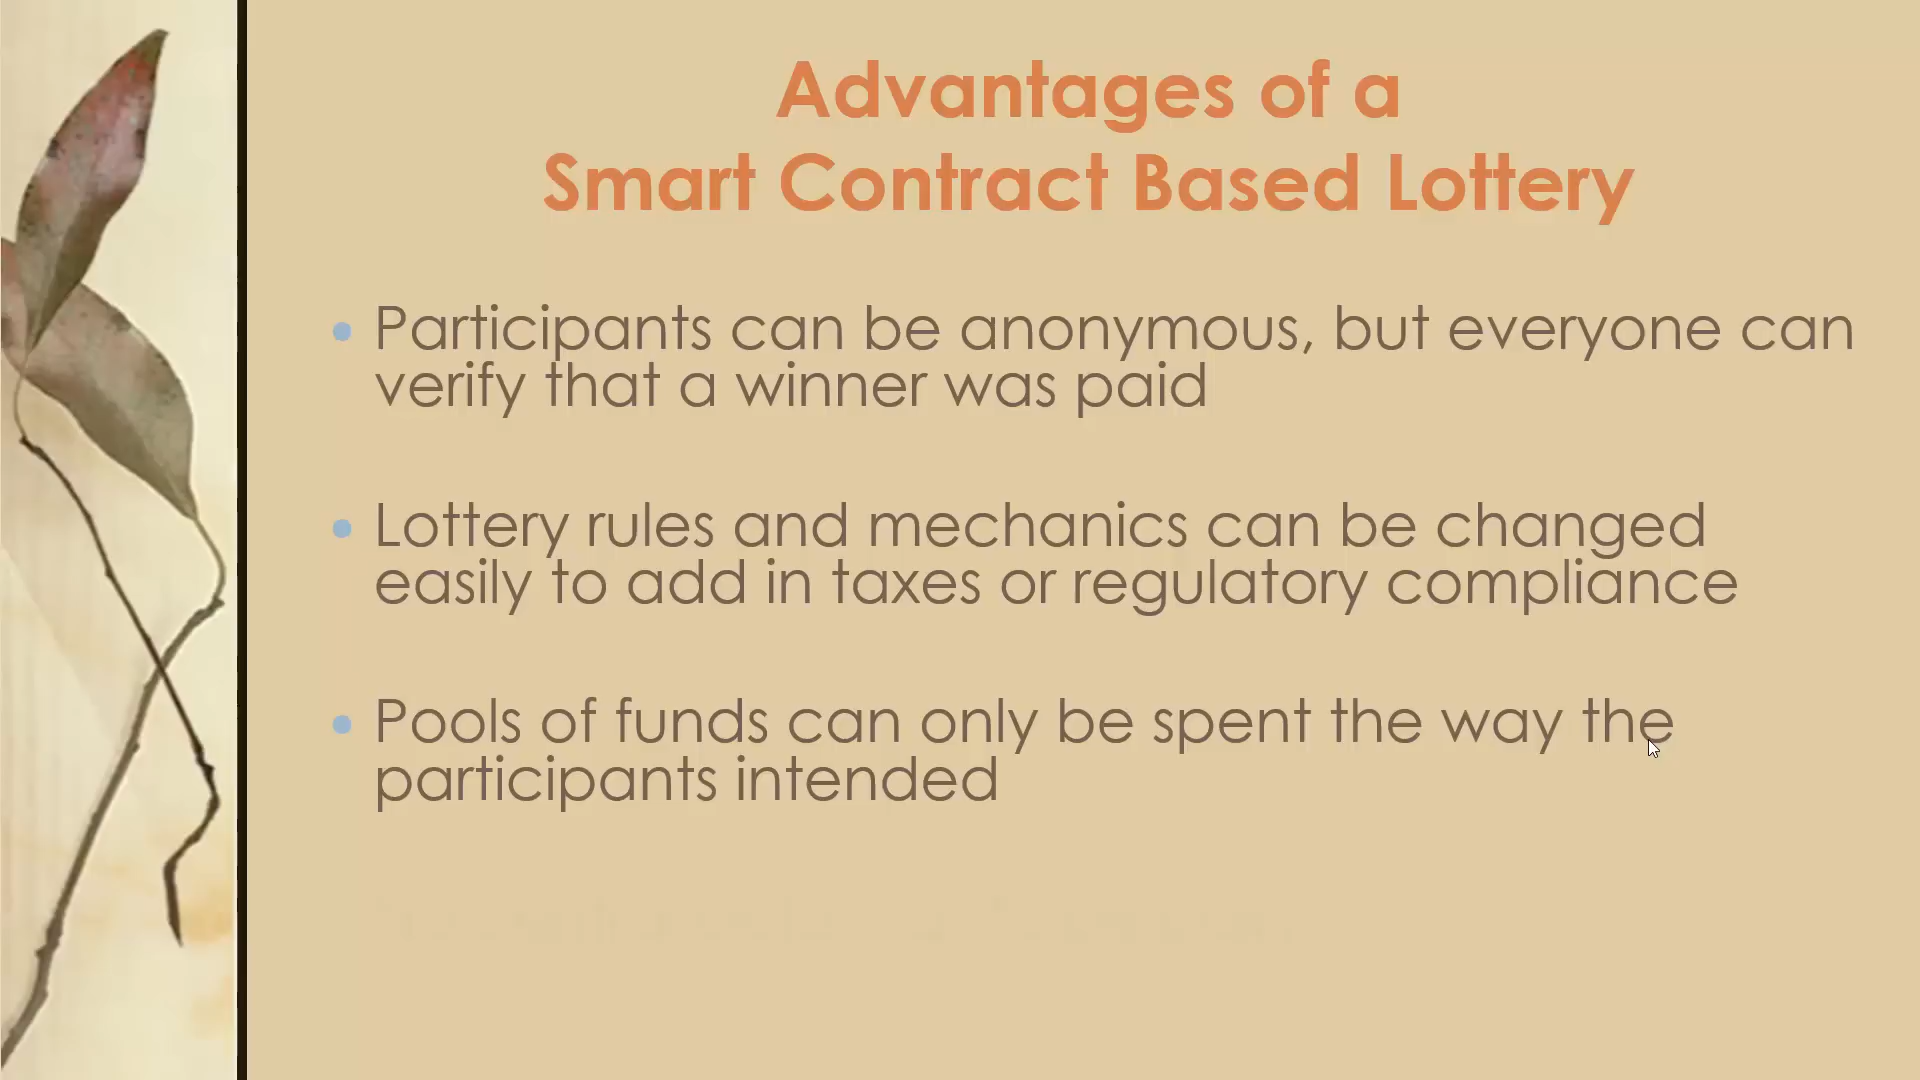 Advantages of a
Smart Contract Based Lottery
• Participants can be anonymous, but everyone can
verify that a winner was paid
• Lottery rules and mechanics can be changed
easily to add in taxes or regulatory compliance
• Pools of funds can only be spent the way the
participants intended